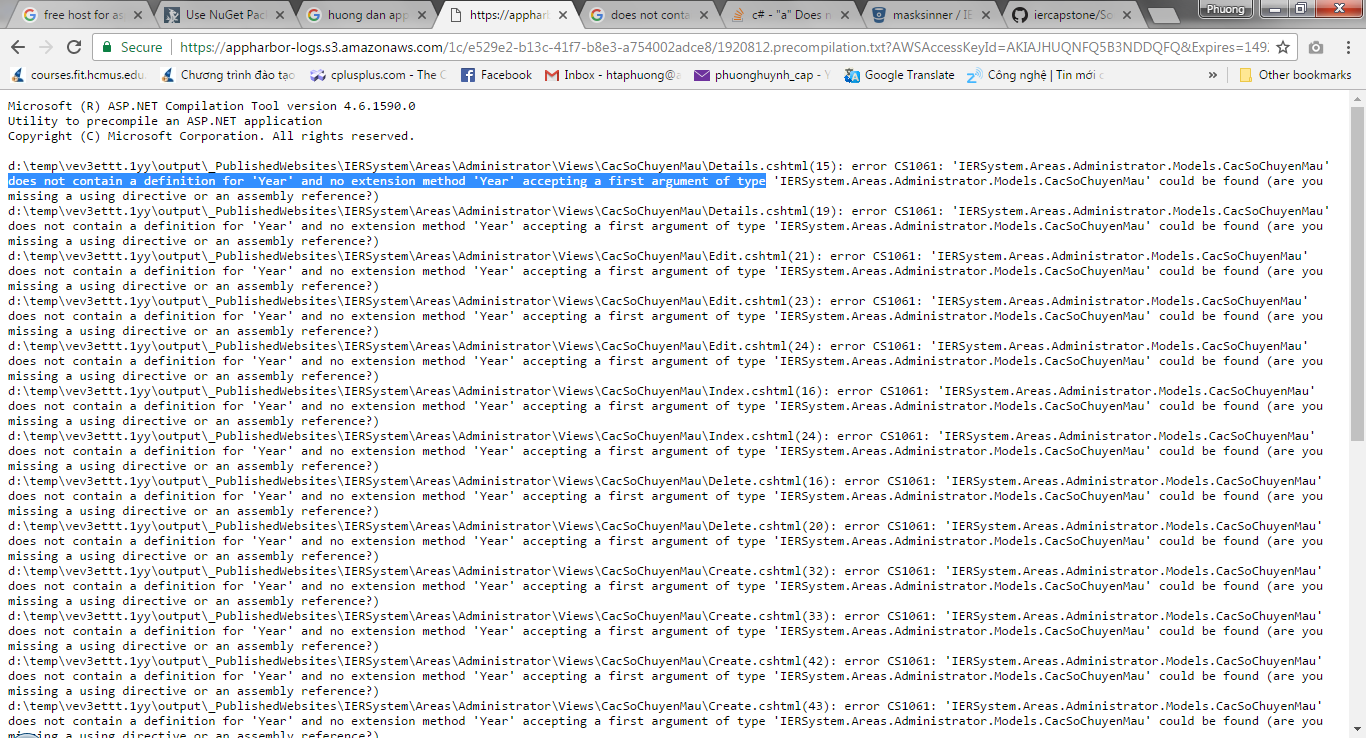 free host for as
Use NuGet Pack
huong dan app
https://apphar
does not conta
c# - "a" Does n
masksinner / IE
iercapstone/So
Phuong
Secure https://appharbor-logs.s3.amazonaws.com/1c/e529e2-b13c-41f7-b8e3-a754002adce8/1920812.precompilation.txt?AWSAccessKeyId=AKIAJHUQNFQ5B3NDDQFQ&Expires=149
courses.fit.hcmus.edu.
Chương trình đào tạo
cplusplus.com - The C
Facebook
Inbox - htaphuong@a
phuonghuynh_cap - Y
Google Translate
Công nghệ | Tin mới c
»
Other bookmarks
Microsoft (R) ASP.NET Compilation Tool version 4.6.1590.0
Utility to precompile an ASP.NET application
Copyright (C) Microsoft Corporation. All rights reserved.
d:\temp\vev3ettt.1yy\output\_PublishedWebsites\IERSystem\Areas\Administrator\Views\CacSoChuyenMau\Details.cshtml(15): error CS1061: 'IERSystem.Areas.Administrator.Models.CacSoChuyenMau'
does not contain a definition for 'Year' and no extension method 'Year' accepting a first argument of type 'IERSystem.Areas.Administrator.Models.CacSoChuyenMau' could be found (are you
missing a using directive or an assembly reference?)
d:\temp\vev3ettt.1yy\output\_PublishedWebsites\IERSystem\Areas\Administrator\Views\CacSoChuyenMau\Details.cshtml(19): error CS1061: 'IERSystem.Areas.Administrator.Models.CacSoChuyenMau'
does not contain a definition for 'Year' and no extension method 'Year' accepting a first argument of type 'IERSystem.Areas.Administrator.Models.CacSoChuyenMau' could be found (are you
missing a using directive or an assembly reference?)
d:\temp\vev3ettt.1yy\output\_PublishedWebsites\IERSystem\Areas\Administrator\Views\CacSoChuyenMau\Edit.cshtml(21): error CS1061: 'IERSystem.Areas.Administrator.Models.CacSoChuyenMau'
does not contain a definition for 'Year' and no extension method 'Year' accepting a first argument of type 'IERSystem.Areas.Administrator.Models.CacSoChuyenMau' could be found (are you
missing a using directive or an assembly reference?)
d:\temp\vev3ettt.1yy\output\_PublishedWebsites\IERSystem\Areas\Administrator\Views\CacSoChuyenMau\Edit.cshtml(23): error CS1061: 'IERSystem.Areas.Administrator.Models.CacSoChuyenMau'
does not contain a definition for 'Year' and no extension method 'Year' accepting a first argument of type 'IERSystem.Areas.Administrator.Models.CacSoChuyenMau' could be found (are you
missing a using directive or an assembly reference?)
d:\temp\vev3ettt.1yy\output\_PublishedWebsites\IERSystem\Areas\Administrator\Views\CacSoChuyenMau\Edit.cshtml(24): error CS1061: 'IERSystem.Areas.Administrator.Models.CacSoChuyenMau'
does not contain a definition for 'Year' and no extension method 'Year' accepting a first argument of type 'IERSystem.Areas.Administrator.Models.CacSoChuyenMau' could be found (are you
missing a using directive or an assembly reference?)
d:\temp\vev3ettt.1yy\output\_PublishedWebsites\IERSystem\Areas\Administrator\Views\CacSoChuyenMau\Index.cshtml(16): error CS1061: 'IERSystem.Areas.Administrator.Models.CacSoChuyenMau'
does not contain a definition for 'Year' and no extension method 'Year' accepting a first argument of type 'IERSystem.Areas.Administrator.Models.CacSoChuyenMau' could be found (are you
missing a using directive or an assembly reference?)
d:\temp\vev3ettt.1yy\output\_PublishedWebsites\IERSystem\Areas\Administrator\Views\CacSoChuyenMau\Index.cshtml(24): error CS1061: 'IERSystem.Areas.Administrator.Models.CacSoChuyenMau'
does not contain a definition for 'Year' and no extension method 'Year' accepting a first argument of type 'IERSystem.Areas.Administrator.Models.CacSoChuyenMau' could be found (are you
missing a using directive or an assembly reference?)
d:\temp\vev3ettt.1yy\output\_PublishedWebsites\IERSystem\Areas\Administrator\Views\CacSoChuyenMau\Delete.cshtml(16): error CS1061: 'IERSystem.Areas.Administrator.Models.CacSoChuyenMau'
does not contain a definition for 'Year' and no extension method 'Year' accepting a first argument of type 'IERSystem.Areas.Administrator.Models.CacSoChuyenMau' could be found (are you
missing a using directive or an assembly reference?)
d:\temp\vev3ettt.1yy\output\_PublishedWebsites\IERSystem\Areas\Administrator\Views\CacSoChuyenMau\Delete.cshtml(20): error CS1061: 'IERSystem.Areas.Administrator.Models.CacSoChuyenMau'
does not contain a definition for 'Year' and no extension method 'Year' accepting a first argument of type 'IERSystem.Areas.Administrator.Models.CacSoChuyenMau' could be found (are you
missing a using directive or an assembly reference?)
d:\temp\vev3ettt.1yy\output\_PublishedWebsites\IERSystem\Areas\Administrator\Views\CacSoChuyenMau\Create.cshtml(32): error CS1061: 'IERSystem.Areas.Administrator.Models.CacSoChuyenMau'
does not contain a definition for 'Year' and no extension method 'Year' accepting a first argument of type 'IERSystem.Areas.Administrator.Models.CacSoChuyenMau' could be found (are you
missing a using directive or an assembly reference?)
d:\temp\vev3ettt.1yy\output\_PublishedWebsites\IERSystem\Areas\Administrator\Views\CacSoChuyenMau\Create.cshtml(33): error CS1061: 'IERSystem.Areas.Administrator.Models.CacSoChuyenMau'
does not contain a definition for 'Year' and no extension method 'Year' accepting a first argument of type 'IERSystem.Areas.Administrator.Models.CacSoChuyenMau' could be found (are you
missing a using directive or an assembly reference?)
d:\temp\vev3ettt.1yy\output\_PublishedWebsites\IERSystem\Areas\Administrator\Views\CacSoChuyenMau\Create.cshtml(42): error CS1061: 'IERSystem.Areas.Administrator.Models.CacSoChuyenMau'
does not contain a definition for 'Year' and no extension method 'Year' accepting a first argument of type 'IERSystem.Areas.Administrator.Models.CacSoChuyenMau' could be found (are you
missing a using directive or an assembly reference?)
d:\temp\vev3ettt.1yy\output\_PublishedWebsites\IERSystem\Areas\Administrator\Views\CacSoChuyenMau\Create.cshtml(43): error CS1061: 'IERSystem.Areas.Administrator.Models.CacSoChuyenMau'
does not contain a definition for 'Year' and no extension method 'Year' accepting a first argument of type 'IERSystem.Areas.Administrator.Models.CacSoChuyenMau' could be found (are you
missing a using directive or an assembly reference?)